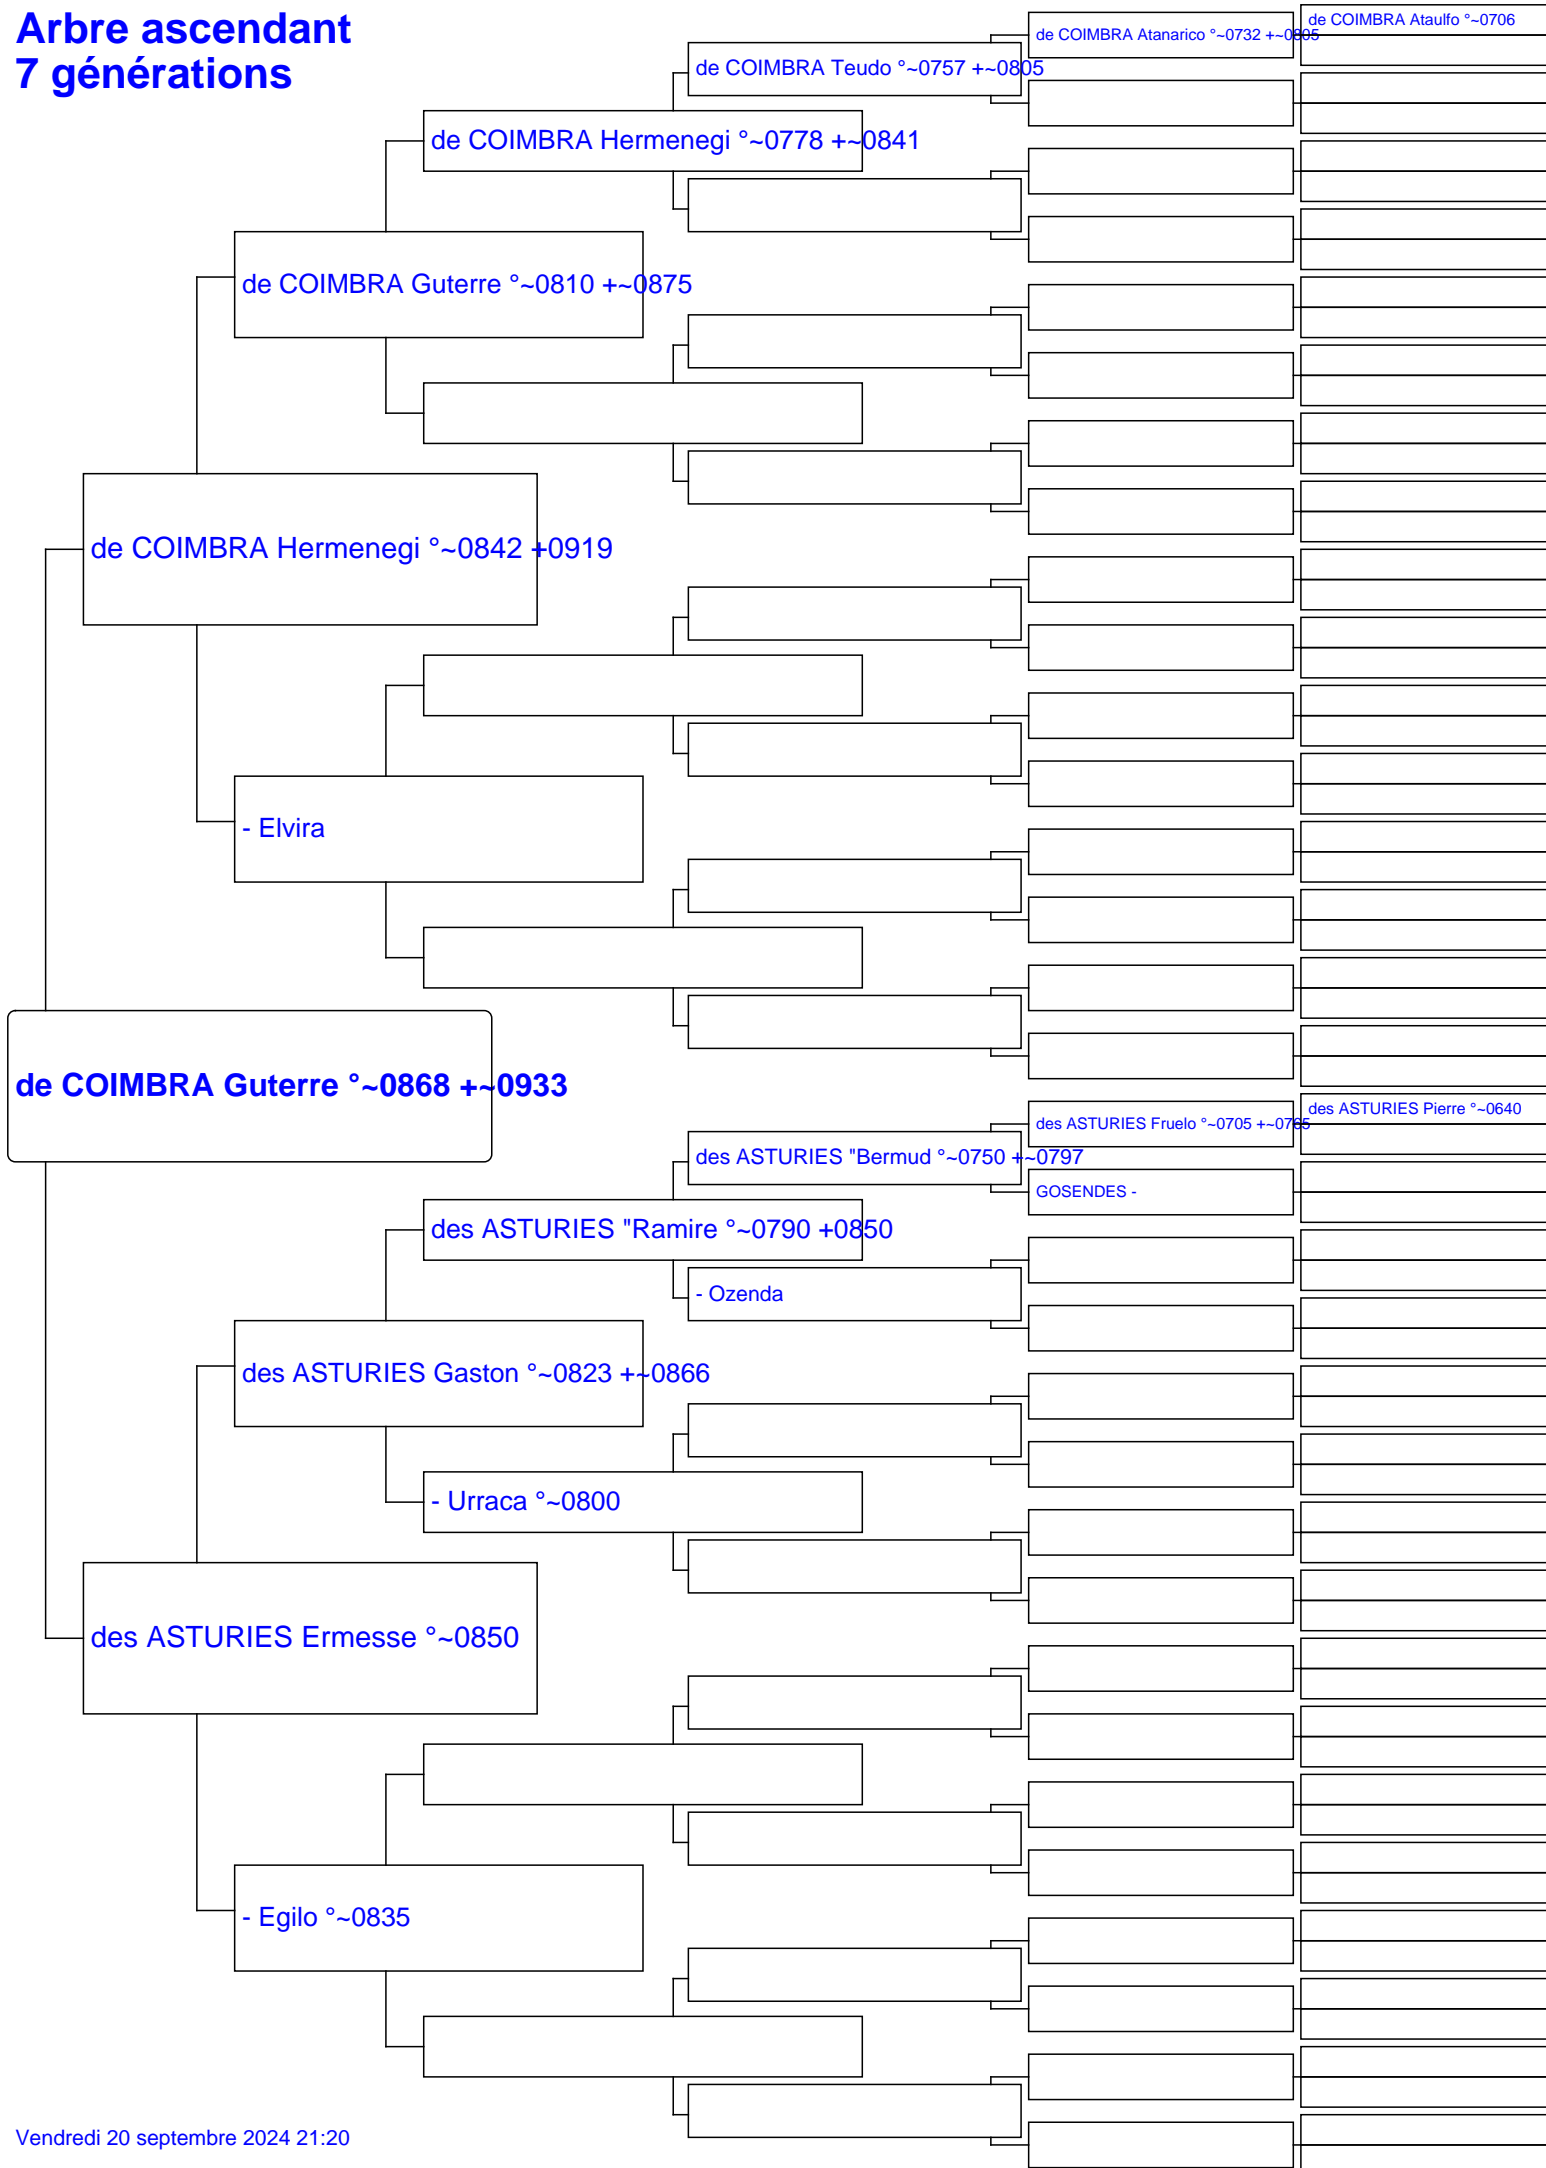 Arbre ascendant
7 générations
de COIMBRA Ataulfo °~0706
de COIMBRA Atanarico °~0732 +~0805
de COIMBRA Teudo °~0757 +~0805
de COIMBRA Hermenegi °~0778 +~0841
de COIMBRA Guterre °~0810 +~0875
de COIMBRA Hermenegi °~0842 +0919
- Elvira
de COIMBRA Guterre °~0868 +~0933
des ASTURIES Pierre °~0640
des ASTURIES Fruelo °~0705 +~0765
des ASTURIES "Bermud °~0750 +~0797
GOSENDES -
des ASTURIES "Ramire °~0790 +0850
- Ozenda
des ASTURIES Gaston °~0823 +~0866
- Urraca °~0800
des ASTURIES Ermesse °~0850
- Egilo °~0835
Vendredi 20 septembre 2024 21:20